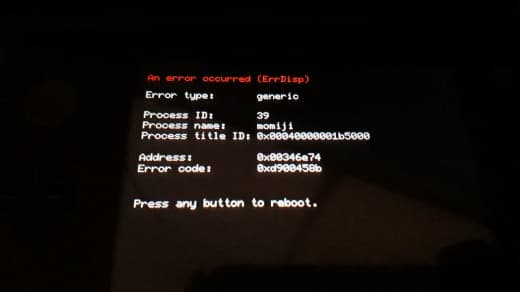 An error occurred (ErrDisp)
Error type: generic
Process ID: 39
Process name: momiji
Process title ID: 0x00040000001b5000
Address: 0x00346e74
Error code: 0xd900458b
Press any button to reboot.